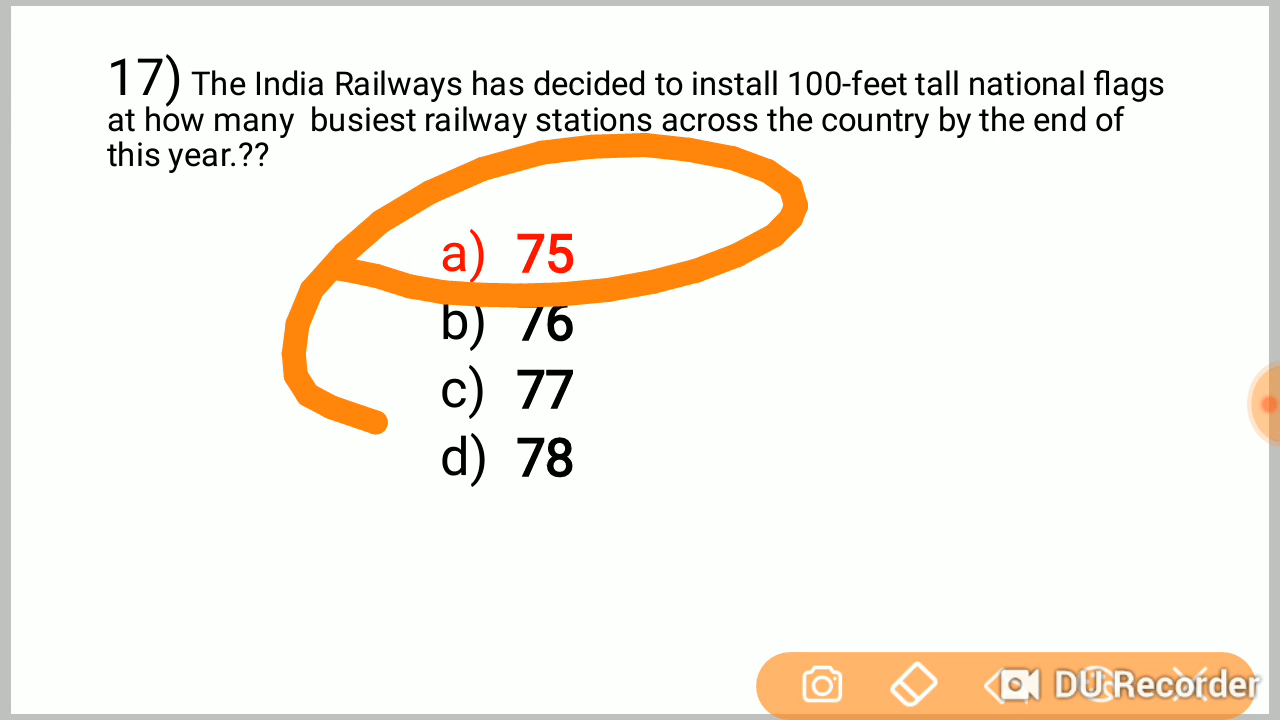 17) The India Railways has decided to install 100-feet tall national flags
at how many busiest railway stations across the country by the end of
this year.??
a) 75
b) 76
c) 77
d) 78
DU Recorder